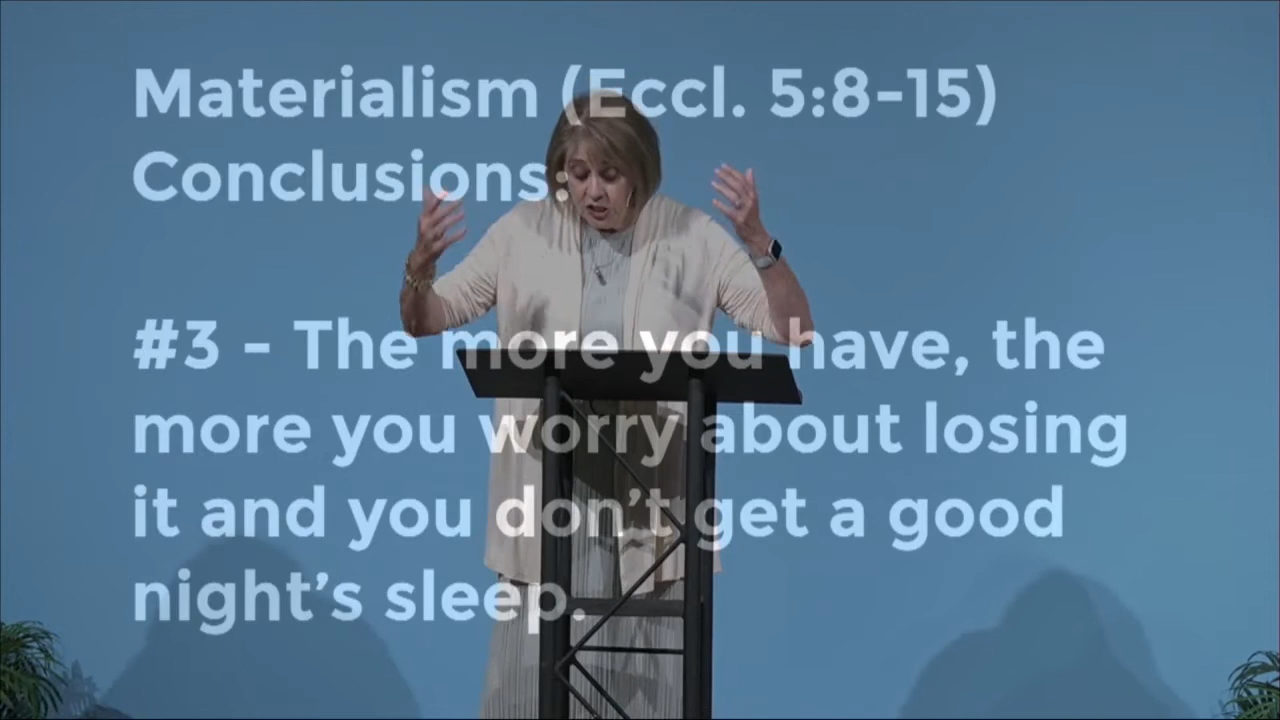 Materialism (Eccl. 5:8-15)
Conclusions:
#3 - The more you have, the
more you worry about losing
it and you don’t get a good
night’s sleep.